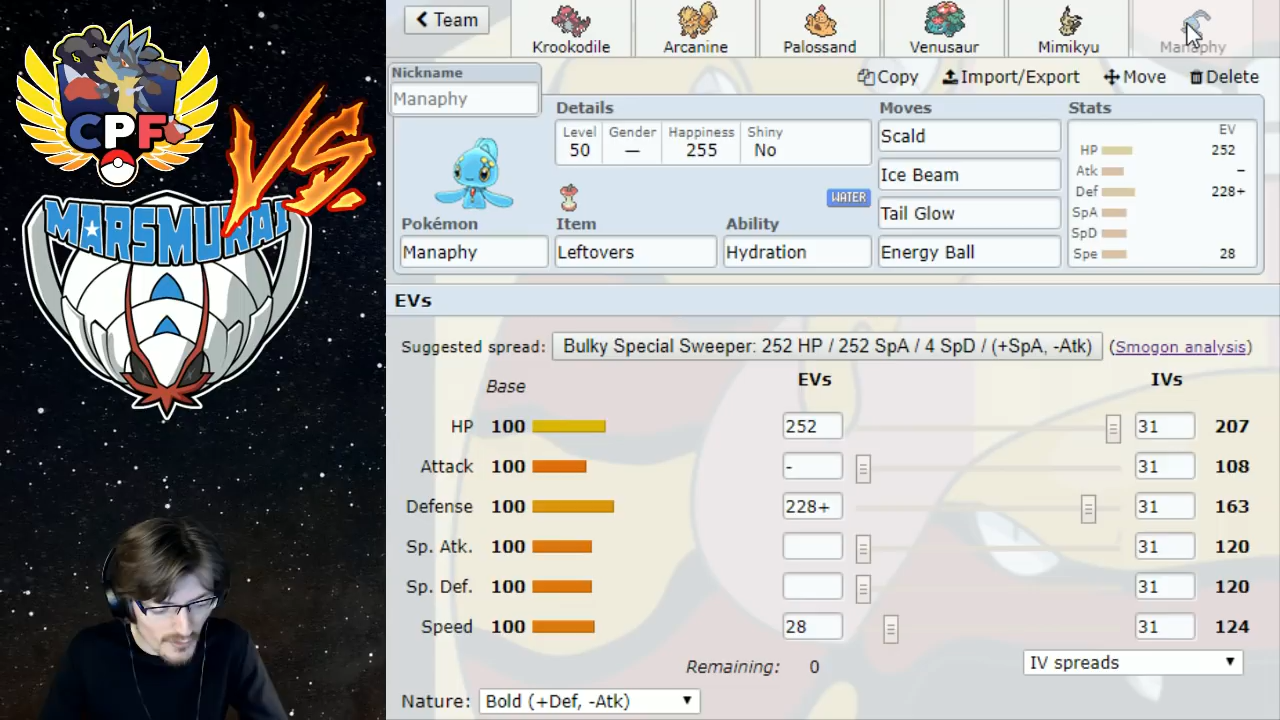 CPF
VS.
MARSMURAI
Team
Krookodile
Arcanine
Palossand
Venusaur
Mimikyu
Manaphy
Nickname
Manaphy
Copy
Import/Export
Move
Delete
Details
Level
50
Gender
—
Happiness
255
Shiny
No
WATER
Pokémon
Manaphy
Item
Leftovers
Ability
Hydration
Moves
Scald
Ice Beam
Tail Glow
Energy Ball
Stats
EV
HP 252
Atk –
Def 228+
SpA
SpD
Spe 28
EVs
Suggested spread: Bulky Special Sweeper: 252 HP / 252 SpA / 4 SpD / (+SpA, -Atk) (Smogon analysis)
Base EVs IVs
HP 100 252 31 207
Attack 100 - 31 108
Defense 100 228+ 31 163
Sp. Atk. 100 31 120
Sp. Def. 100 31 120
Speed 100 28 31 124
Remaining: 0
IV spreads
Nature: Bold (+Def, -Atk)